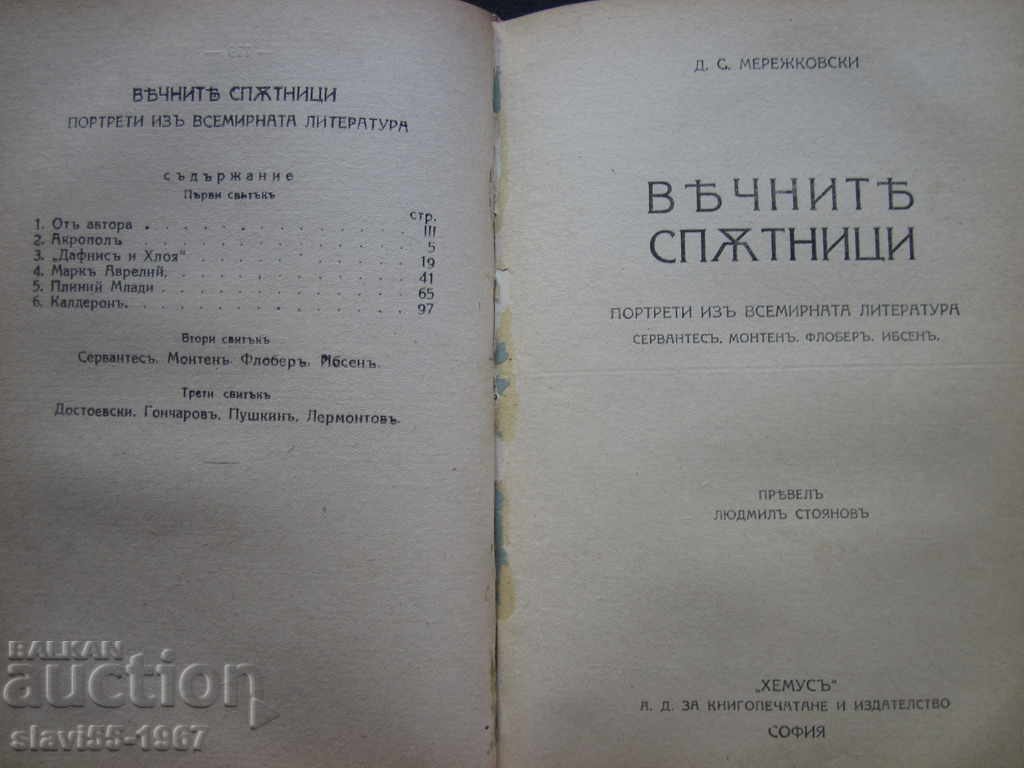 ВѢЧНИТѢ СПѪТНИЦИ
ПОРТРЕТИ ИЗЪ ВСЕМИРНАТА ЛИТЕРАТУРА
съдържание
Първи свитъкъ
стр.
1. Отъ автора . . . . . . . . . . . . III
2. Акрополъ . . . . . . . . . . . . 5
3. „Дафнисъ и Хлоя“ . . . . . . . . . . 19
4. Маркъ Аврелий, . . . . . . . . . . 41
5. Плиний Млади . . . . . . . . . . . 65
6. Калдеронъ. . . . . . . . . . . . 97
Втори свитъкъ
Сервантесъ, Монтенъ, Флоберъ, Ибсенъ.
Трети свитъкъ
Достоевски, Гончаровъ, Пушкинъ, Лермонтовъ.
Д. С. МЕРЕЖКОВСКИ
ВѢЧНИТѢ
СПѪТНИЦИ
ПОРТРЕТИ ИЗЪ ВСЕМИРНАТА ЛИТЕРАТУРА
СЕРВАНТЕСЪ, МОНТЕНЪ, ФЛОБЕРЪ, ИБСЕНЪ.
ПРѢВЕЛЪ
ЛЮДМИЛЪ СТОЯНОВЪ
„ХЕМУСЪ“
А. Д. ЗА КНИГОПЕЧАТАНЕ И ИЗДАТЕЛСТВО
СОФИЯ
BALKAN
auction
slavi55-1967